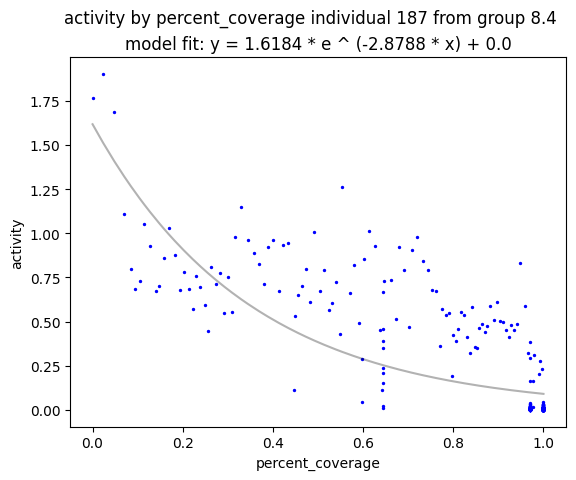 activity by percent_coverage individual 187 from group 8.4
model fit: y = 1.6184 * e ^ (-2.8788 * x) + 0.0
1.75
1.50
1.25
1.00
0.75
0.50
0.25
0.00
activity
0.0 0.2 0.4 0.6 0.8 1.0
percent_coverage